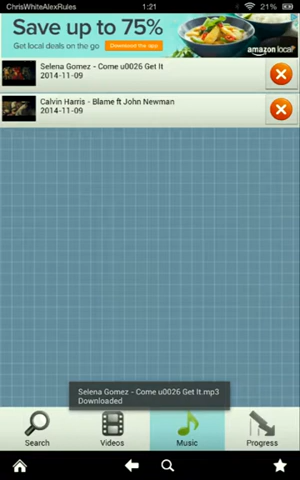 ChrisWhiteAlexRules
1:21
21%
Save up to 75%
Get local deals on the go
Download the app
amazon local
Selena Gomez - Come u0026 Get It
2014-11-09
Calvin Harris - Blame ft John Newman
2014-11-09
Selena Gomez - Come u0026 Get It.mp3
Downloaded
Search
Videos
Music
Progress